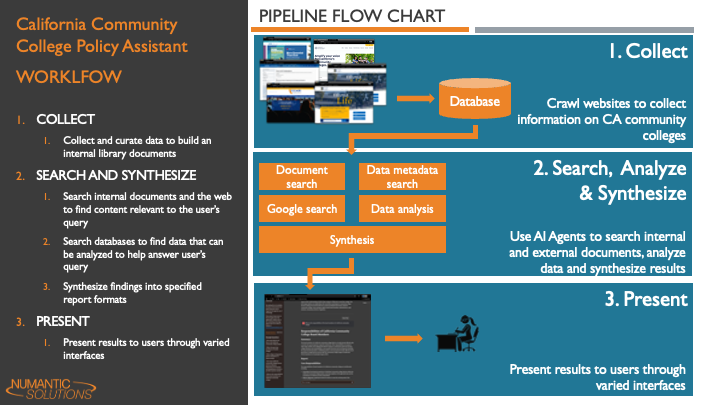 California Community
College Policy Assistant
WORKLFOW
1. COLLECT
1. Collect and curate data to build an
internal library documents
2. SEARCH AND SYNTHESIZE
1. Search internal documents and the web
to find content relevant to the user's
query
2. Search databases to find data that can
be analyzed to help answer user's
query
3. Synthesize findings into specified
report formats
3. PRESENT
1. Present results to users through varied
interfaces
NUMANTIC
SOLUTIONS
PIPELINE FLOW CHART
1. Collect
Database
Crawl websites to collect
information on CA community
colleges
Document
search
Data metadata
search
Google search
Data analysis
Synthesis
2. Search, Analyze
& Synthesize
Use AI Agents to search internal
and external documents, analyze
data and synthesize results
3. Present
Present results to users through
varied interfaces